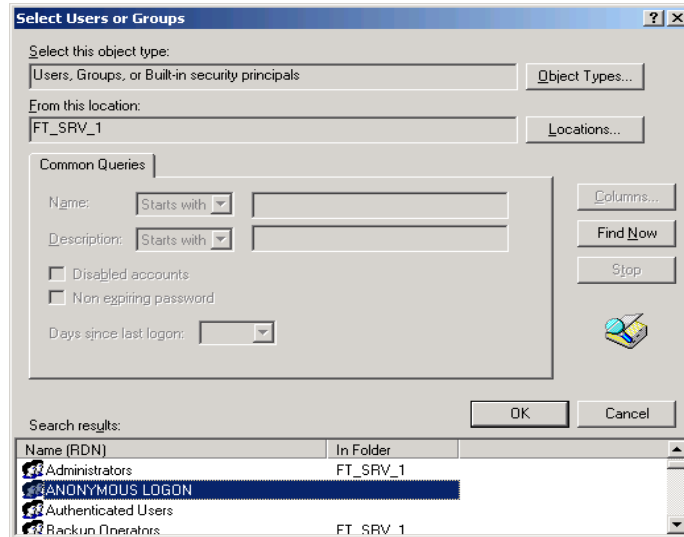 Select Users or Groups
Select this object type:
Users, Groups, or Built-in security principals
Object Types...
From this location:
FT_SRV_1
Locations...
Common Queries
Name: Starts with
Columns...
Description: Starts with
Find Now
Disabled accounts
Stop
Non expiring password
Days since last logon:
OK
Cancel
Search results:
Name (RDN) In Folder
Administrators FT_SRV_1
ANONYMOUS LOGON
Authenticated Users
Backup Operators FT_SRV_1